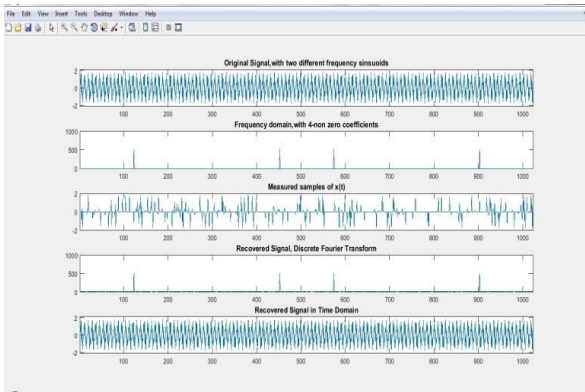 File Edit View Insert Tools Desktop Window Help
Original Signal,with two different frequency sinsuoids
2
0
-2
100 200 300 400 500 600 700 800 900 1000
Frequency domain,with 4-non zero coefficients
1000
500
0
100 200 300 400 500 600 700 800 900 1000
Measured samples of x(t)
2
0
-2
100 200 300 400 500 600 700 800 900 1000
Recovered Signal, Discrete Fourier Transform
1000
500
0
100 200 300 400 500 600 700 800 900 1000
Recovered Signal in Time Domain
2
0
-2
100 200 300 400 500 600 700 800 900 1000